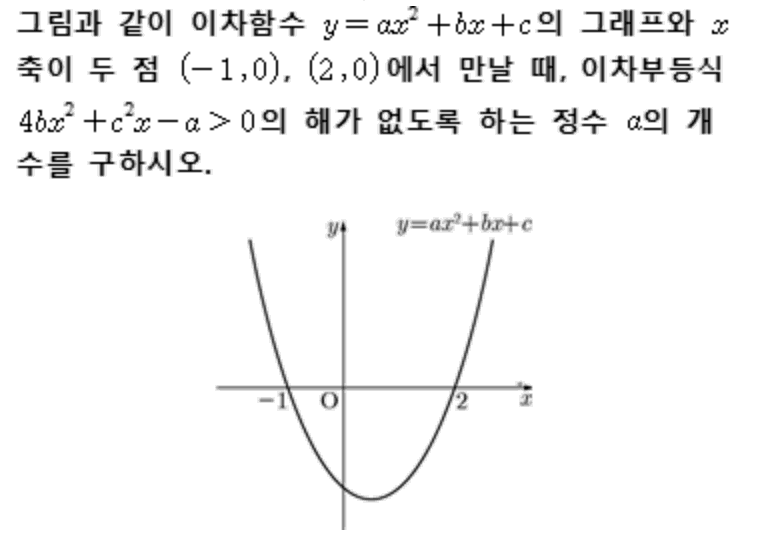 그림과 같이 이차함수 y=ax²+bx+c의 그래프와 x
축이 두 점 (-1,0), (2,0)에서 만날 때, 이차부등식
4bx²+c²x-a>0의 해가 없도록 하는 정수 a의 개
수를 구하시오.
y y=ax²+bx+c
-1 O 2 x